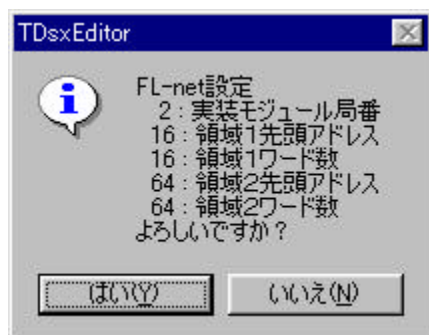 TDsxEditor
FL-net設定
2 : 実装モジュール局番
16 : 領域1先頭アドレス
16 : 領域1ワード数
64 : 領域2先頭アドレス
64 : 領域2ワード数
よろしいですか？
はい(Y)
いいえ(N)